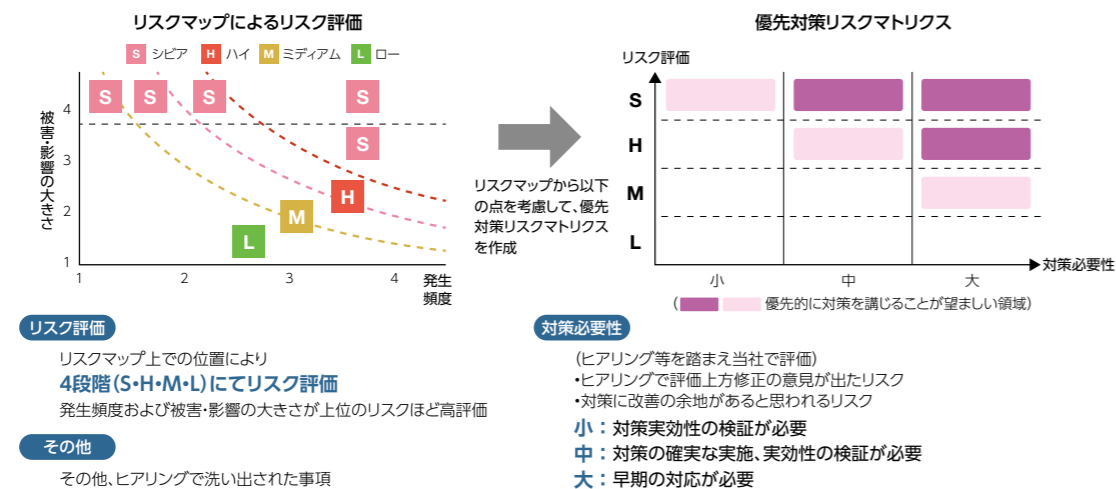 リスクマップによるリスク評価
S シビア H ハイ M ミディアム L ロー
被害・影響の大きさ
4
3
2
1
S S S S
S
H
M
L
1 2 3 4 発生
頻度
リスクマップから以下
の点を考慮して、優先
対策リスクマトリクス
を作成
優先対策リスクマトリクス
リスク評価
S
H
M
L
小 中 大 対策必要性
( 優先的に対策を講じることが望ましい領域)
リスク評価
リスクマップ上での位置により
4段階(S・H・M・L)にてリスク評価
発生頻度および被害・影響の大きさが上位のリスクほど高評価
その他
その他、ヒアリングで洗い出された事項
対策必要性
(ヒアリング等を踏まえ当社で評価)
・ヒアリングで評価上方修正の意見が出たリスク
・対策に改善の余地があると思われるリスク
小：対策実効性の検証が必要
中：対策の確実な実施、実効性の検証が必要
大：早期の対応が必要